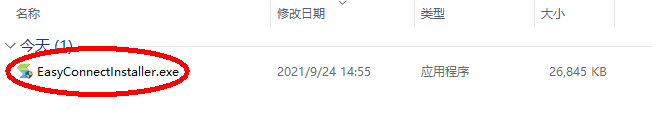 名称 修改日期 类型 大小
今天 (1)
EasyConnectInstaller.exe 2021/9/24 14:55 应用程序 26,845 KB